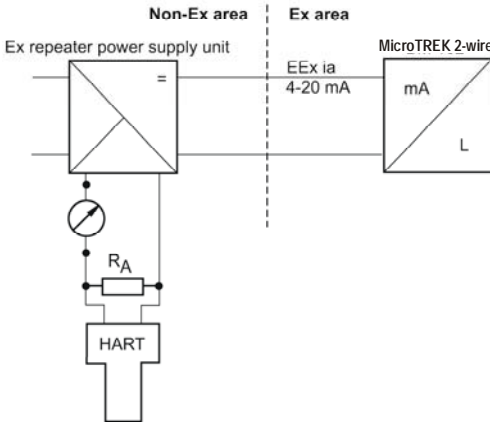 Non-Ex area Ex area
Ex repeater power supply unit
MicroTREK 2-wire
EEx ia
4-20 mA
=
mA
L
RA
HART